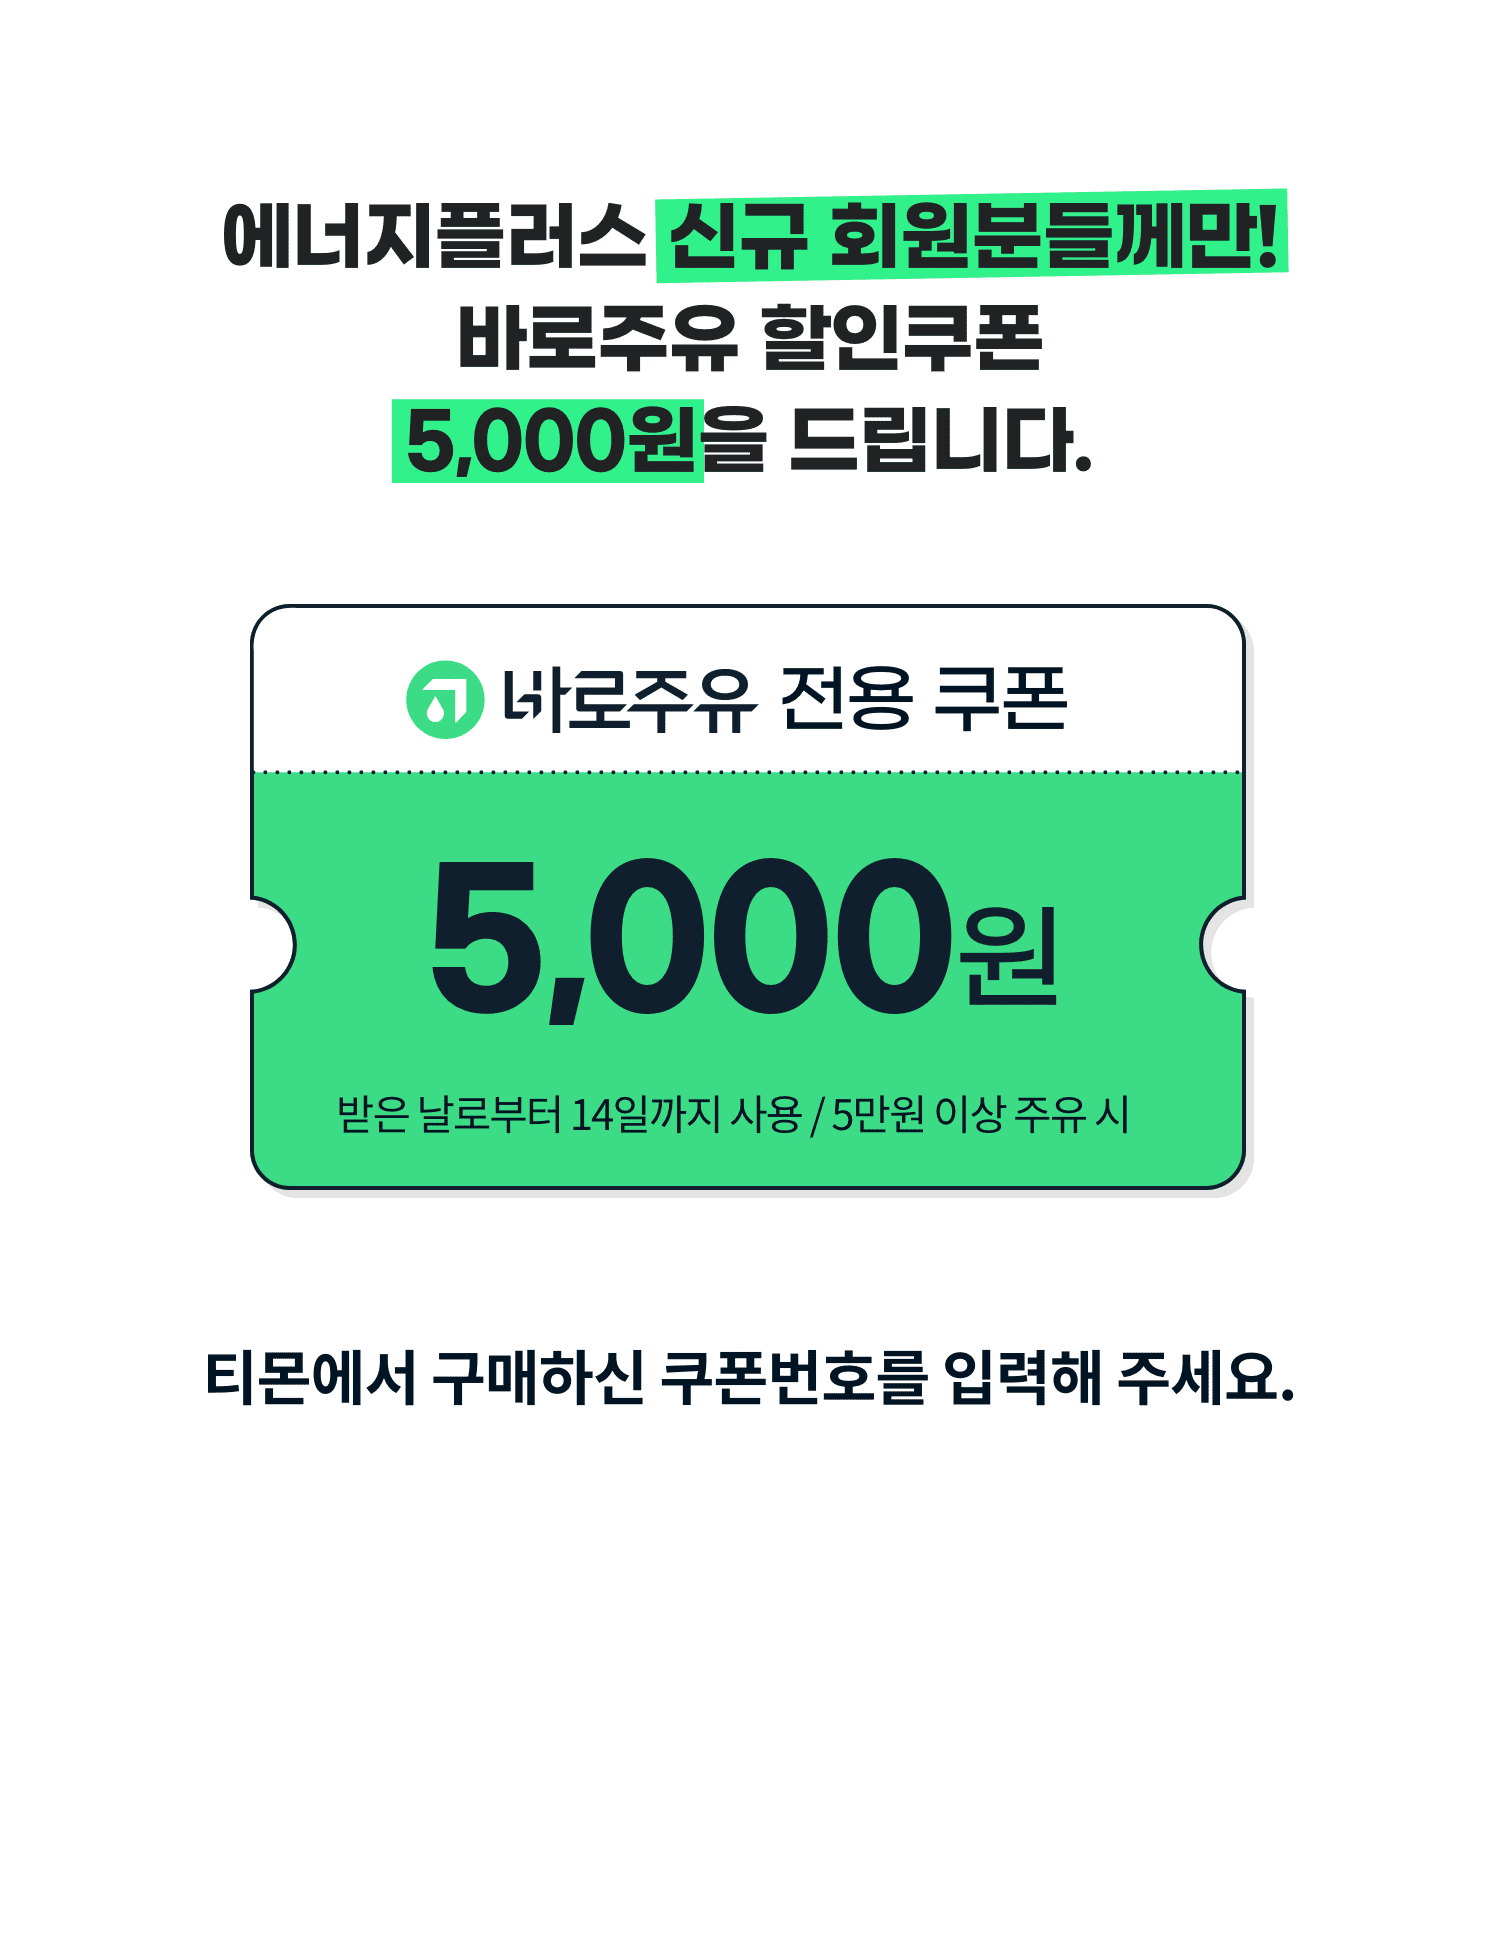 에너지플러스 신규 회원분들께만!
바로주유 할인쿠폰
5,000원을 드립니다.
바로주유 전용 쿠폰
5,000원
받은 날로부터 14일까지 사용 / 5만원 이상 주유 시
티몬에서 구매하신 쿠폰번호를 입력해 주세요.